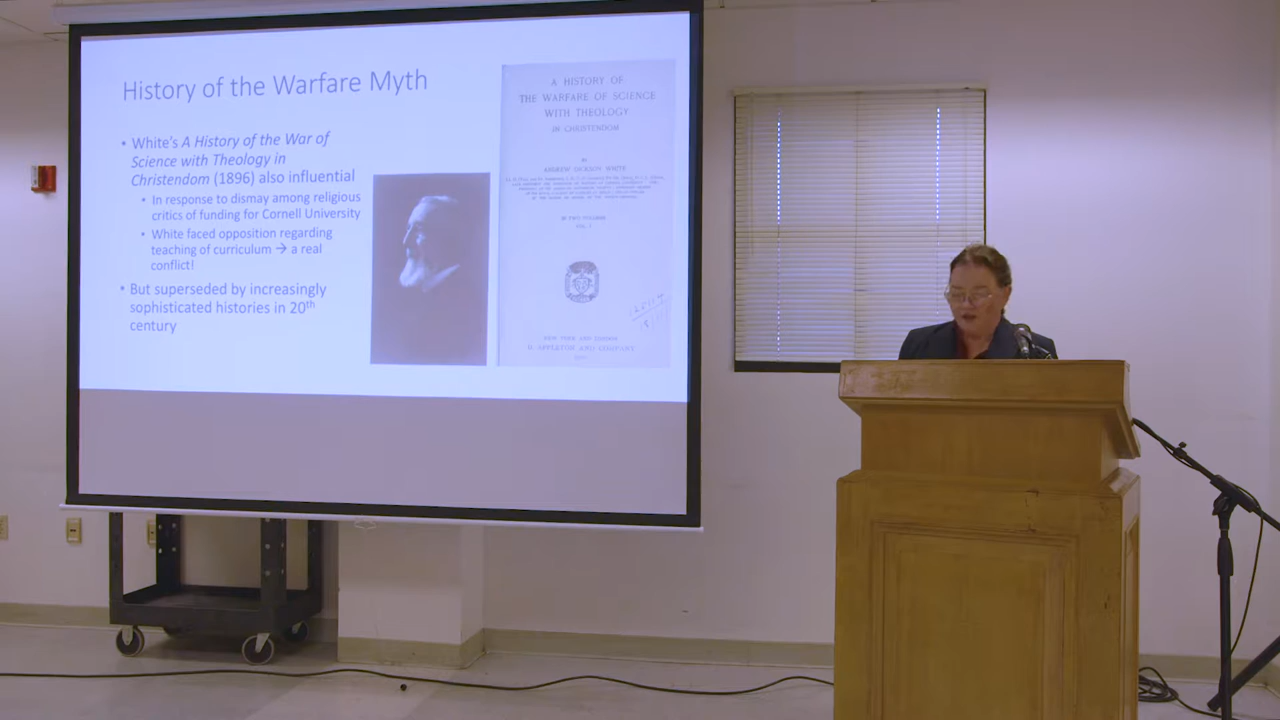 History of the Warfare Myth
• White's A History of the War of
Science with Theology in
Christendom (1896) also influential
• In response to dismay among religious
critics of funding for Cornell University
• White faced opposition regarding
teaching of curriculum → a real
conflict!
• But superseded by increasingly
sophisticated histories in 20th
century
A HISTORY OF
THE WARFARE OF SCIENCE
WITH THEOLOGY
IN CHRISTENDOM
BY
ANDREW DICKSON WHITE
IN TWO VOLUMES
VOL. I
NEW YORK AND LONDON
D. APPLETON AND COMPANY